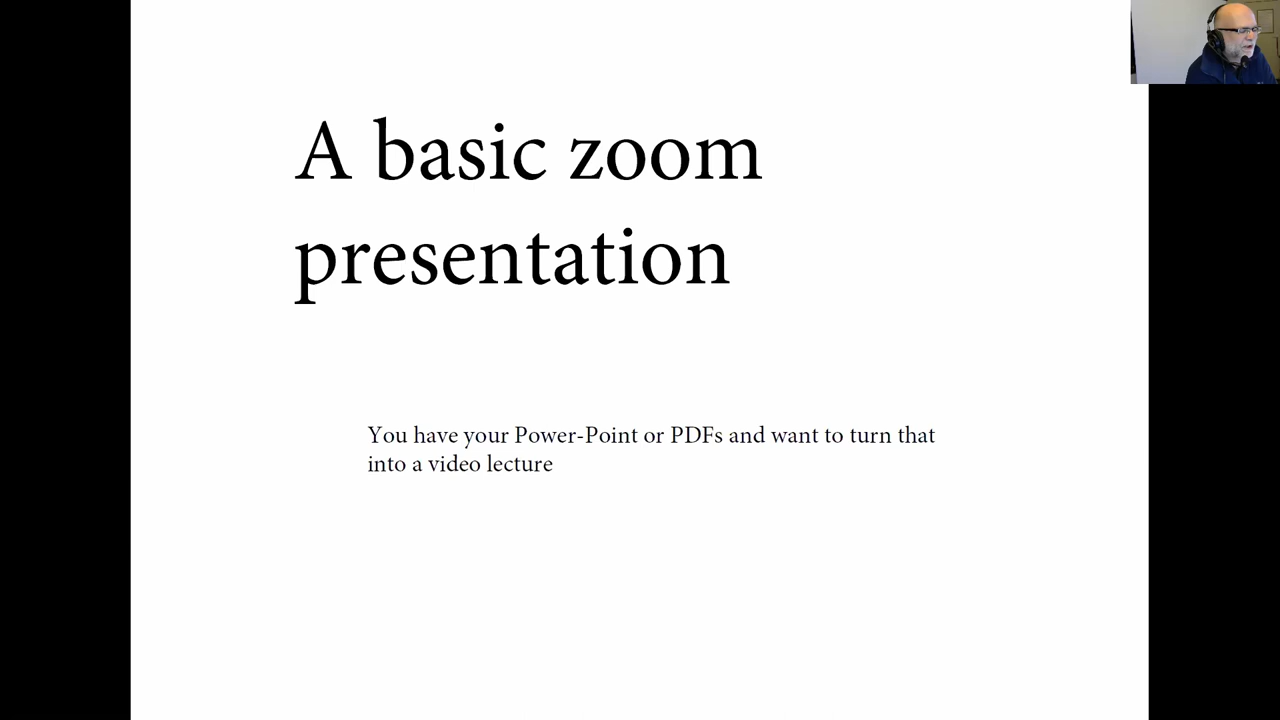 A basic zoom
presentation
You have your Power-Point or PDFs and want to turn that
into a video lecture